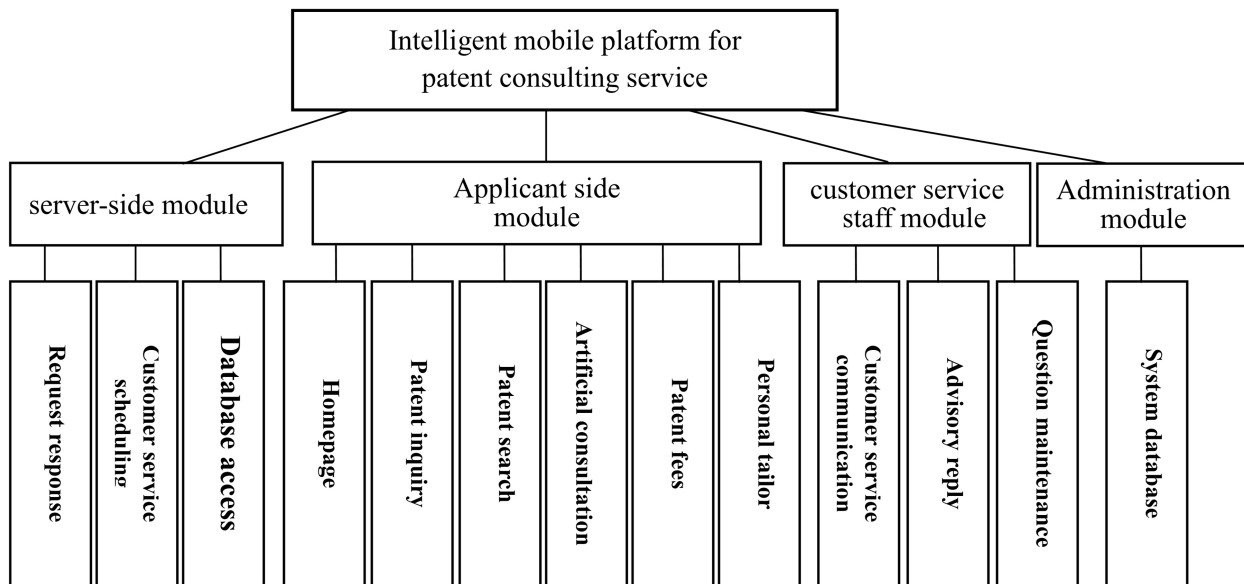 Intelligent mobile platform for
patent consulting service
server-side module
Applicant side
module
customer service
staff module
Administration
module
Request response
Customer service
scheduling
Database access
Homepage
Patent inquiry
Patent search
Artificial consultation
Patent fees
Personal tailor
Customer service
communication
Advisory reply
Question maintenance
System database